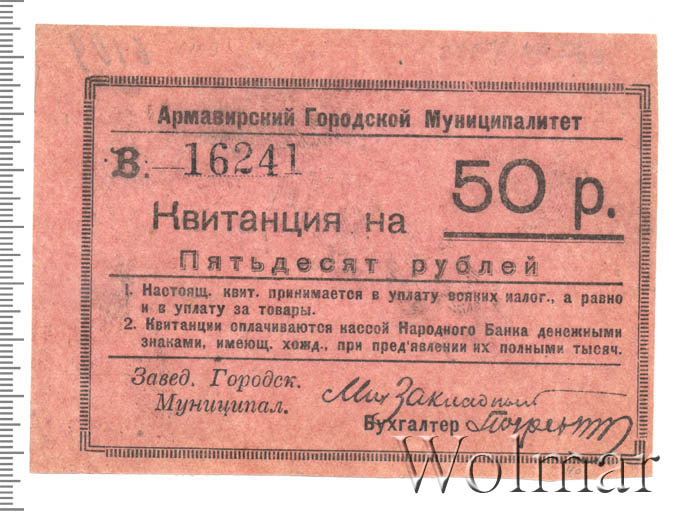 Армавирский Городской Муниципалитет
В. 16241
50 р.
Квитанция на
Пятьдесят рублей
1. Настоящ. квит. принимается в уплату всяких налог., а равно
и в уплату за товары.
2. Квитанции оплачиваются кассой Народного Банка денежными
знаками, имеющ. хожд., при пред'явлении их полными тысяч.
Завед. Городск.
Муниципал.
Бухгалтер
Wolmar